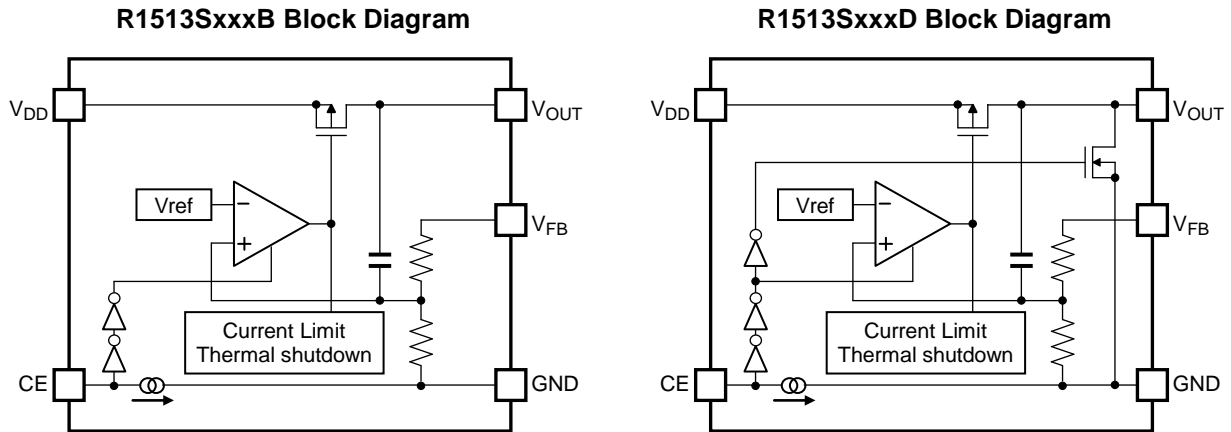 R1513SxxxB Block Diagram
VDD
VOUT
Vref
−
+
VFB
Current Limit
Thermal shutdown
CE
GND
R1513SxxxD Block Diagram
VDD
VOUT
Vref
−
+
VFB
Current Limit
Thermal shutdown
CE
GND